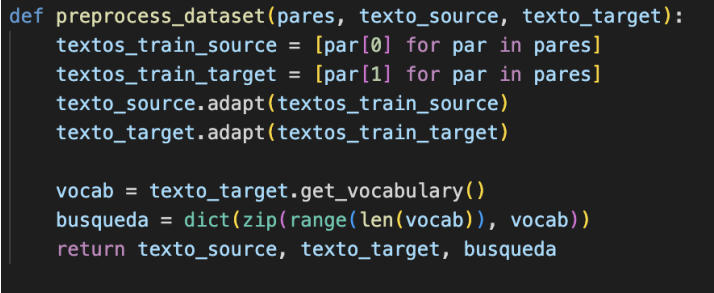 def preprocess_dataset(pares, texto_source, texto_target):
    textos_train_source = [par[0] for par in pares]
    textos_train_target = [par[1] for par in pares]
    texto_source.adapt(textos_train_source)
    texto_target.adapt(textos_train_target)

    vocab = texto_target.get_vocabulary()
    busqueda = dict(zip(range(len(vocab)), vocab))
    return texto_source, texto_target, busqueda